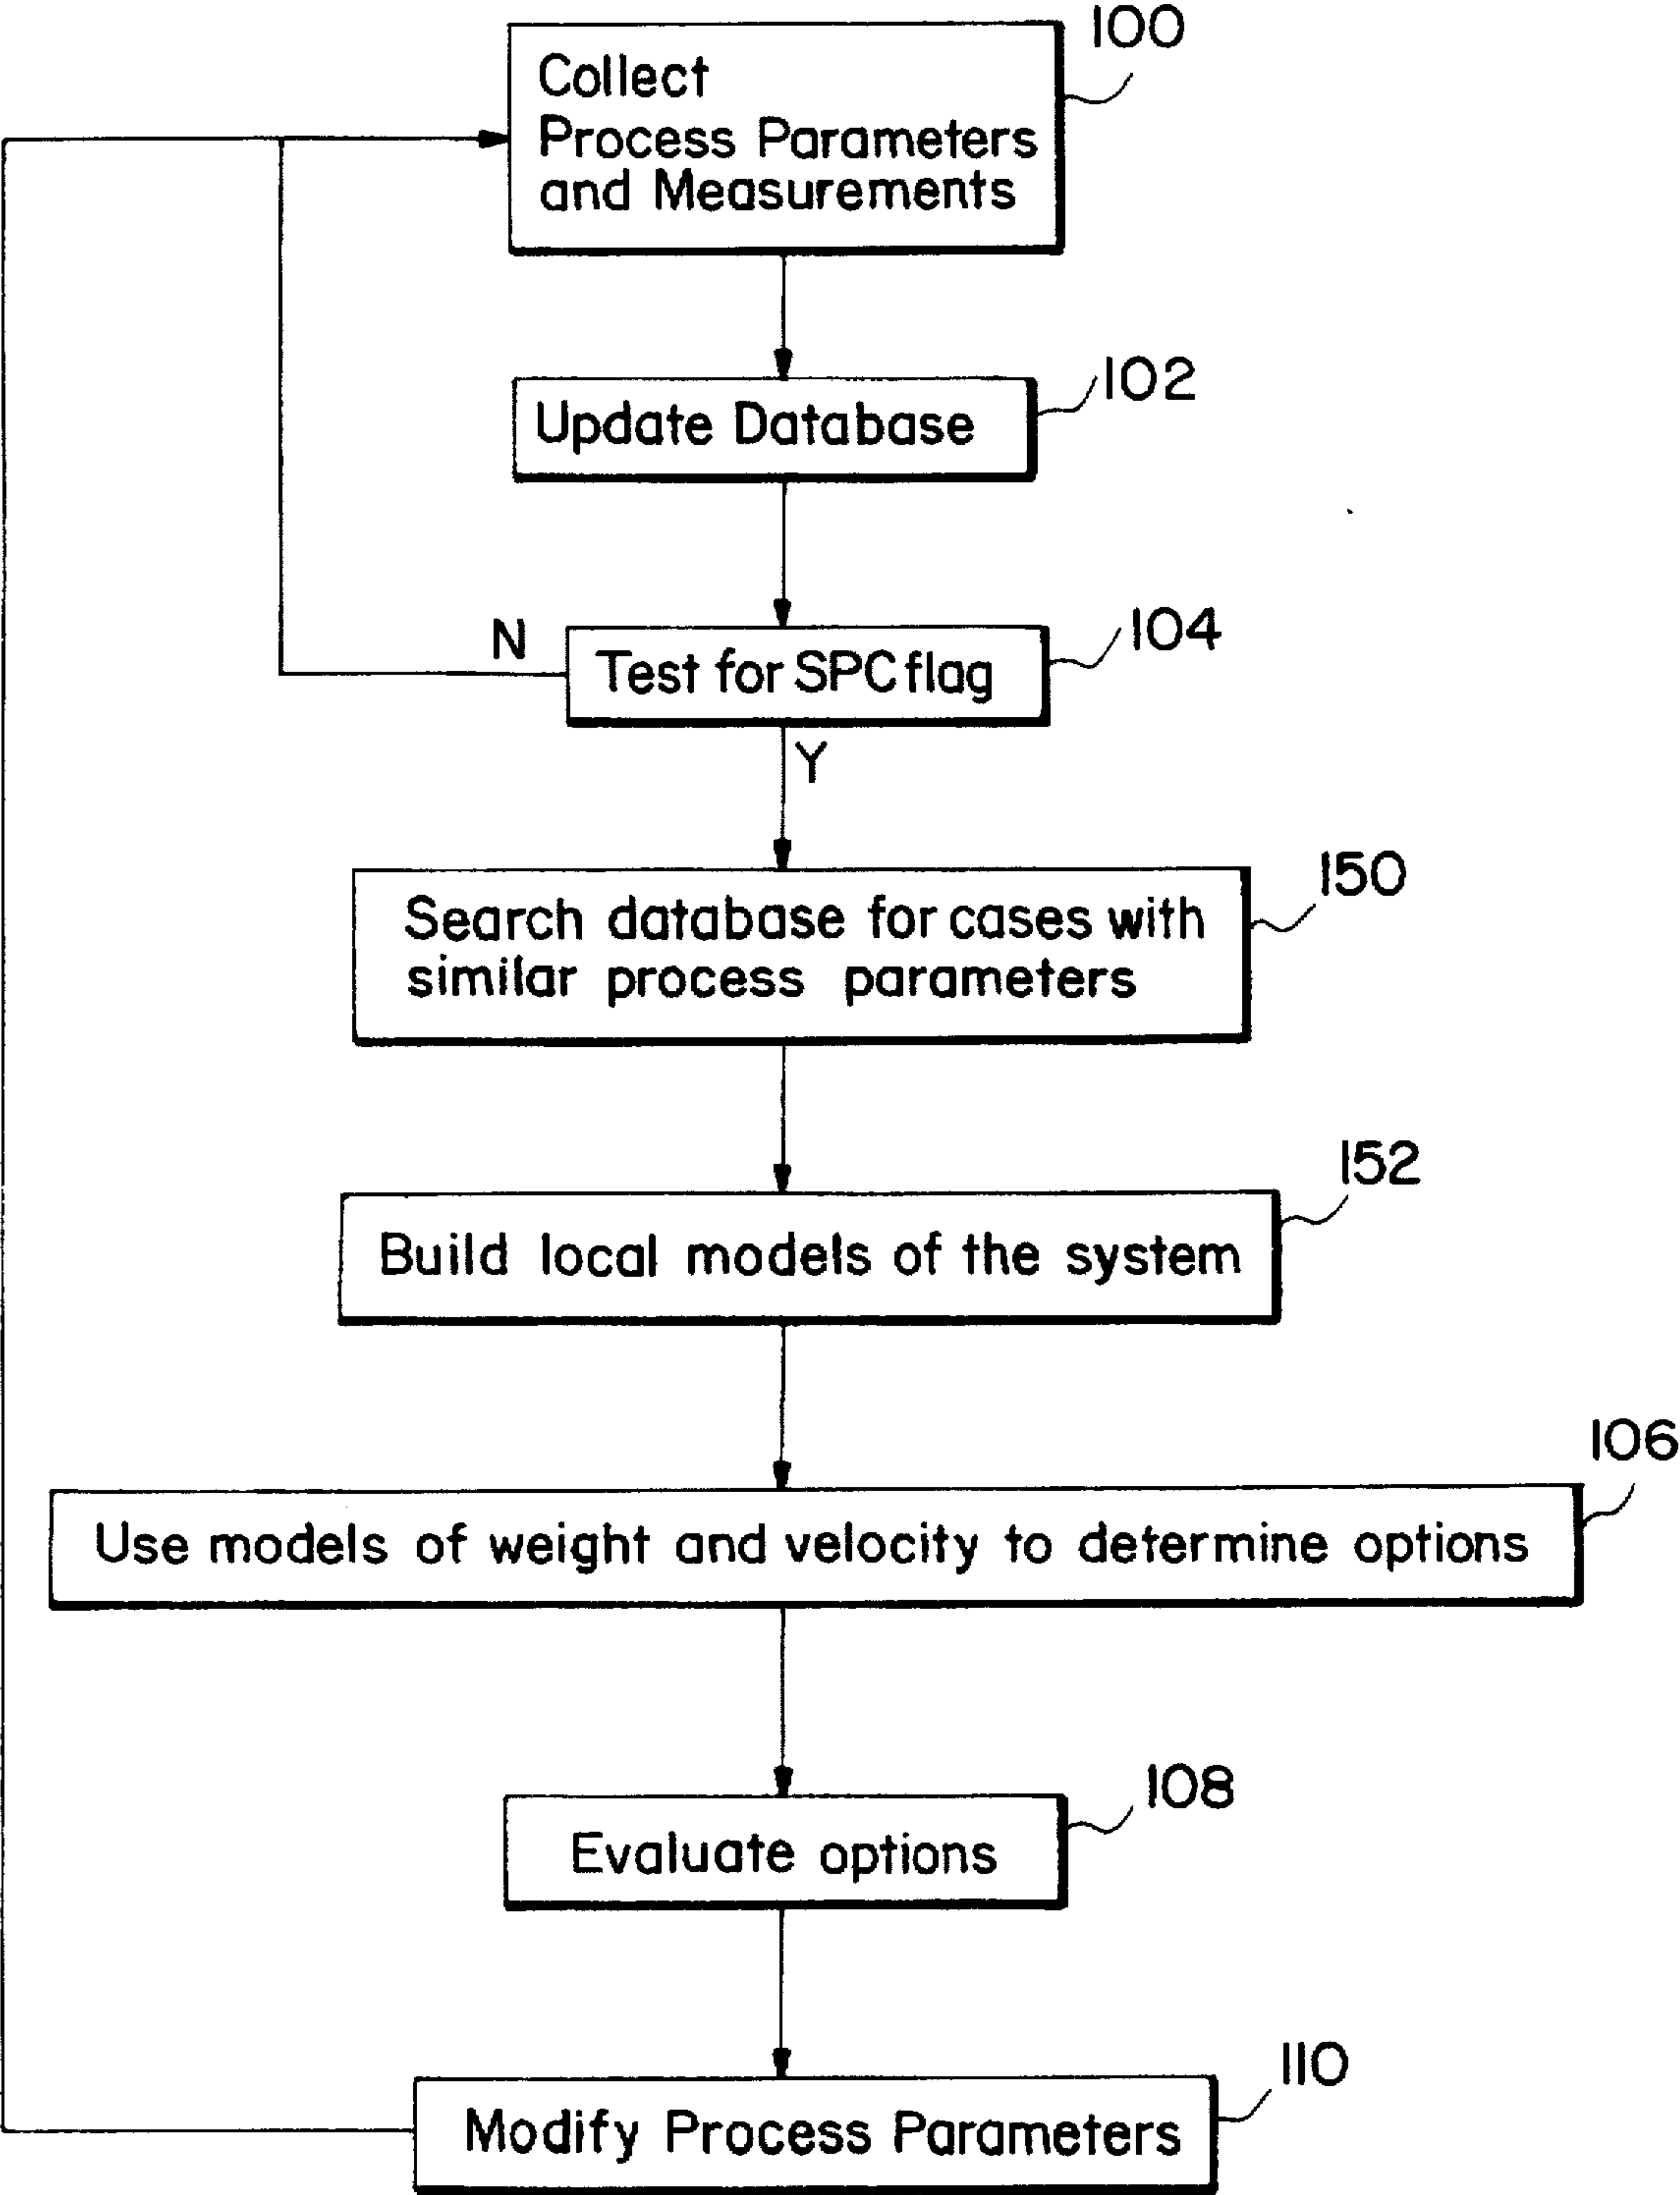 100
Collect
Process Parameters
and Measurements
102
Update Database
104
N
Test for SPC flag
Y
150
Search database for cases with
similar process parameters
152
Build local models of the system
106
Use models of weight and velocity to determine options
108
Evaluate options
110
Modify Process Parameters